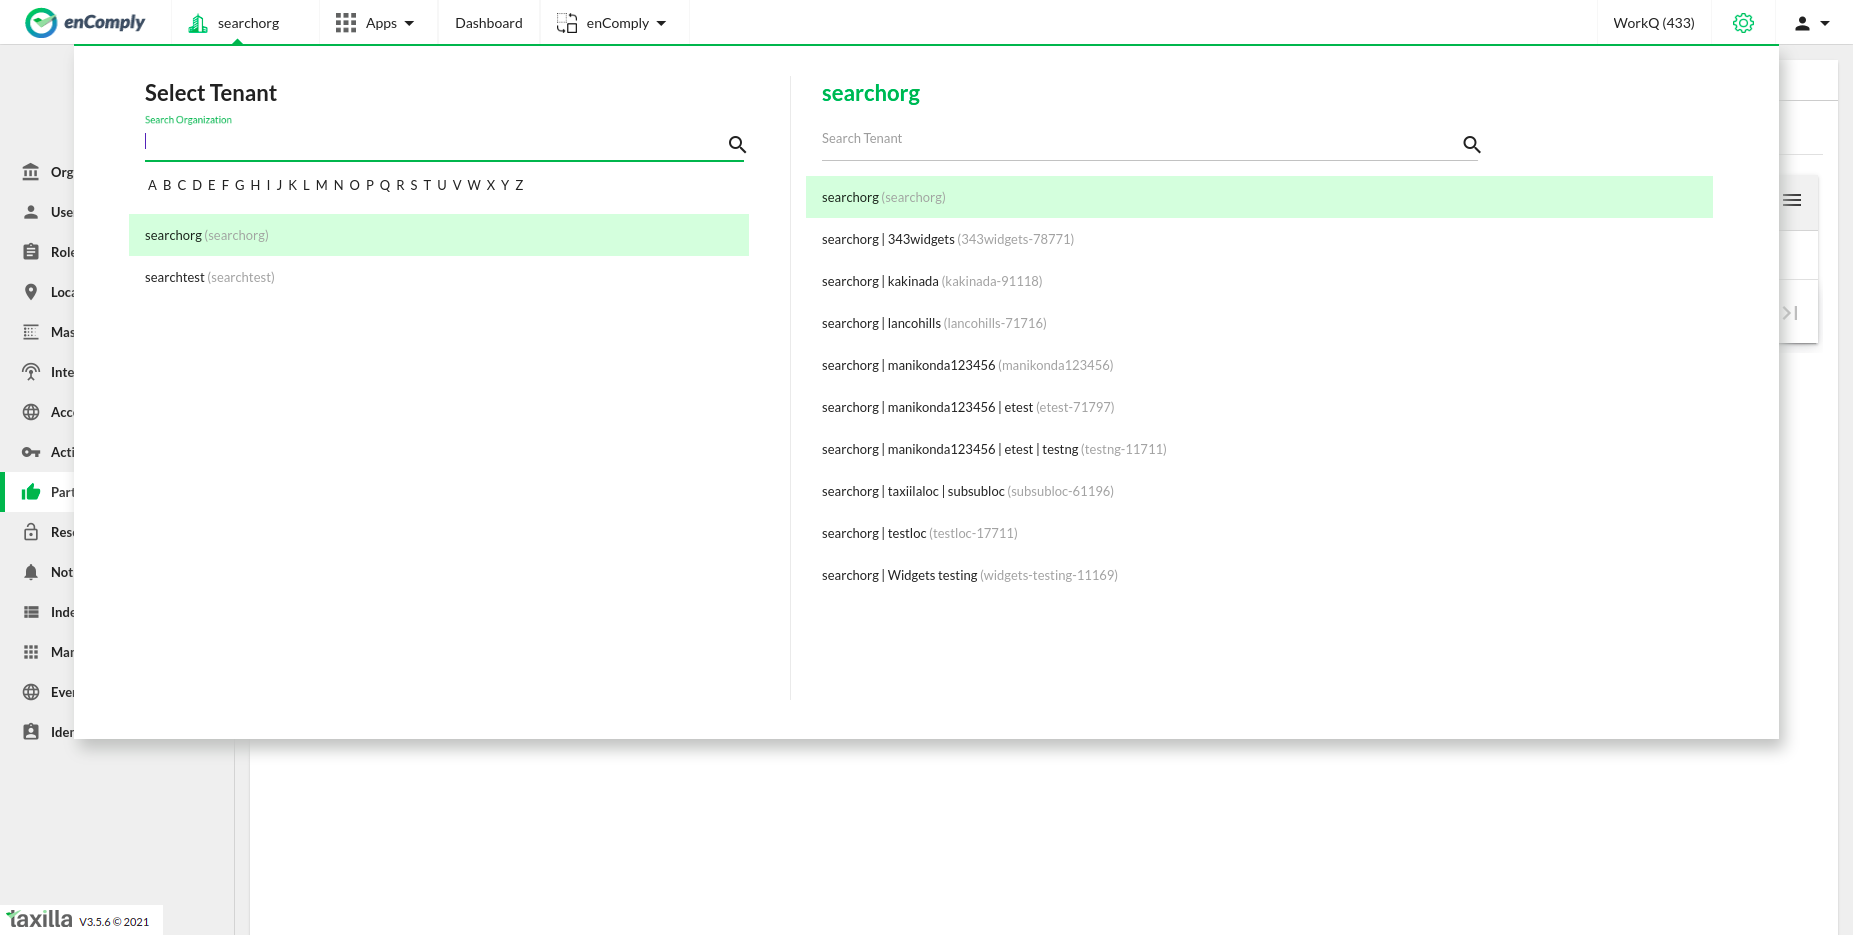 enComply
searchorg
Apps
Dashboard
enComply
WorkQ (433)
Select Tenant
Search Organization
A B C D E F G H I J K L M N O P Q R S T U V W X Y Z
searchorg (searchorg)
searchtest (searchtest)
searchorg
Search Tenant
searchorg (searchorg)
searchorg | 343widgets (343widgets-78771)
searchorg | kakinada (kakinada-91118)
searchorg | lancohills (lancohills-71716)
searchorg | manikonda123456 (manikonda123456)
searchorg | manikonda123456 | etest (etest-71797)
searchorg | manikonda123456 | etest | testng (testng-11711)
searchorg | taxiilaloc | subsubloc (subsubloc-61196)
searchorg | testloc (testloc-17711)
searchorg | Widgets testing (widgets-testing-11169)
Org
Use
Role
Loca
Mas
Inte
Acc
Acti
Part
Res
Not
Inde
Mar
Eve
Iden
taxilla V3.5.6 © 2021